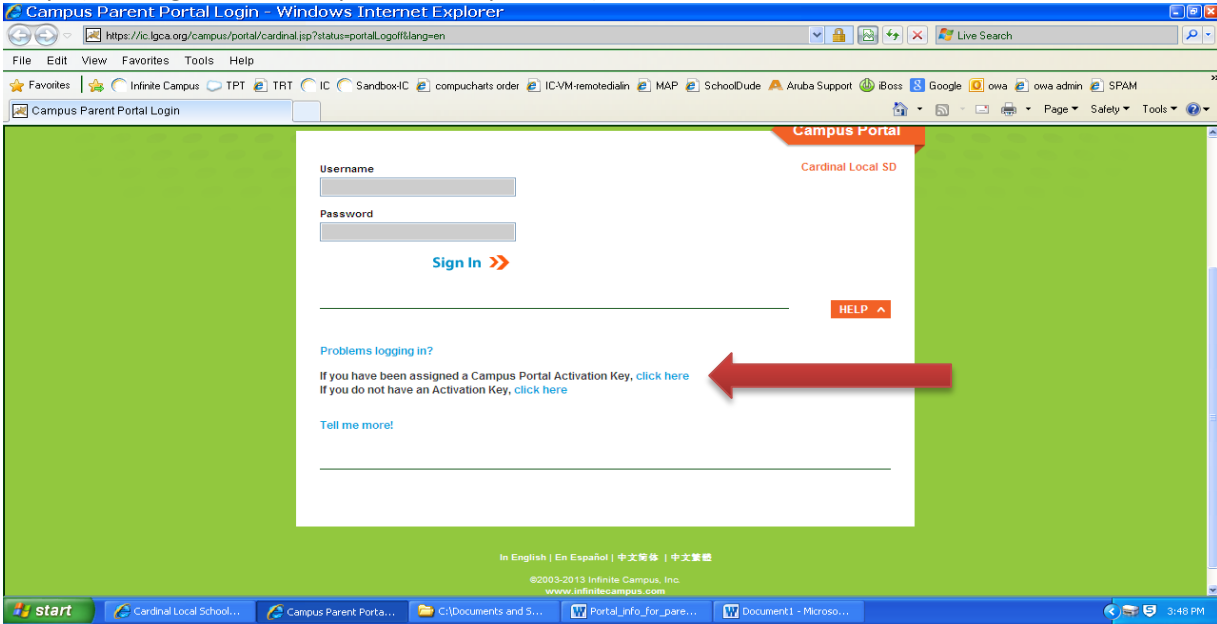 Campus Parent Portal Login - Windows Internet Explorer
https://ic.lgca.org/campus/portal/cardinal.jsp?status=portalLogoff&lang=en
Live Search
File Edit View Favorites Tools Help
Favorites Infinite Campus TPT TRT IC Sandbox-IC compucharts order IC-VM-remotedialin MAP SchoolDude Aruba Support iBoss Google owa owa admin SPAM »
Campus Parent Portal Login Page Safety Tools
Campus Portal
Cardinal Local SD
Username
Password
Sign In
HELP
Problems logging in?
If you have been assigned a Campus Portal Activation Key, click here
If you do not have an Activation Key, click here
Tell me more!
In English | En Español | 中文简体 | 中文繁體
©2003-2013 Infinite Campus, Inc.
www.infinitecampus.com
start Cardinal Local School... Campus Parent Porta... C:\Documents and S... Portal_info_for_pare... Document1 - Microso... 3:48 PM